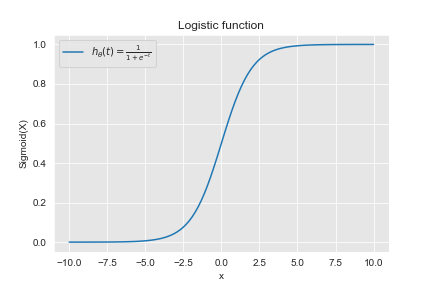 Logistic function
h_θ(t) = 1/(1+e^{-t})
Sigmoid(X)
1.0
0.8
0.6
0.4
0.2
0.0
−10.0 −7.5 −5.0 −2.5 0.0 2.5 5.0 7.5 10.0
x